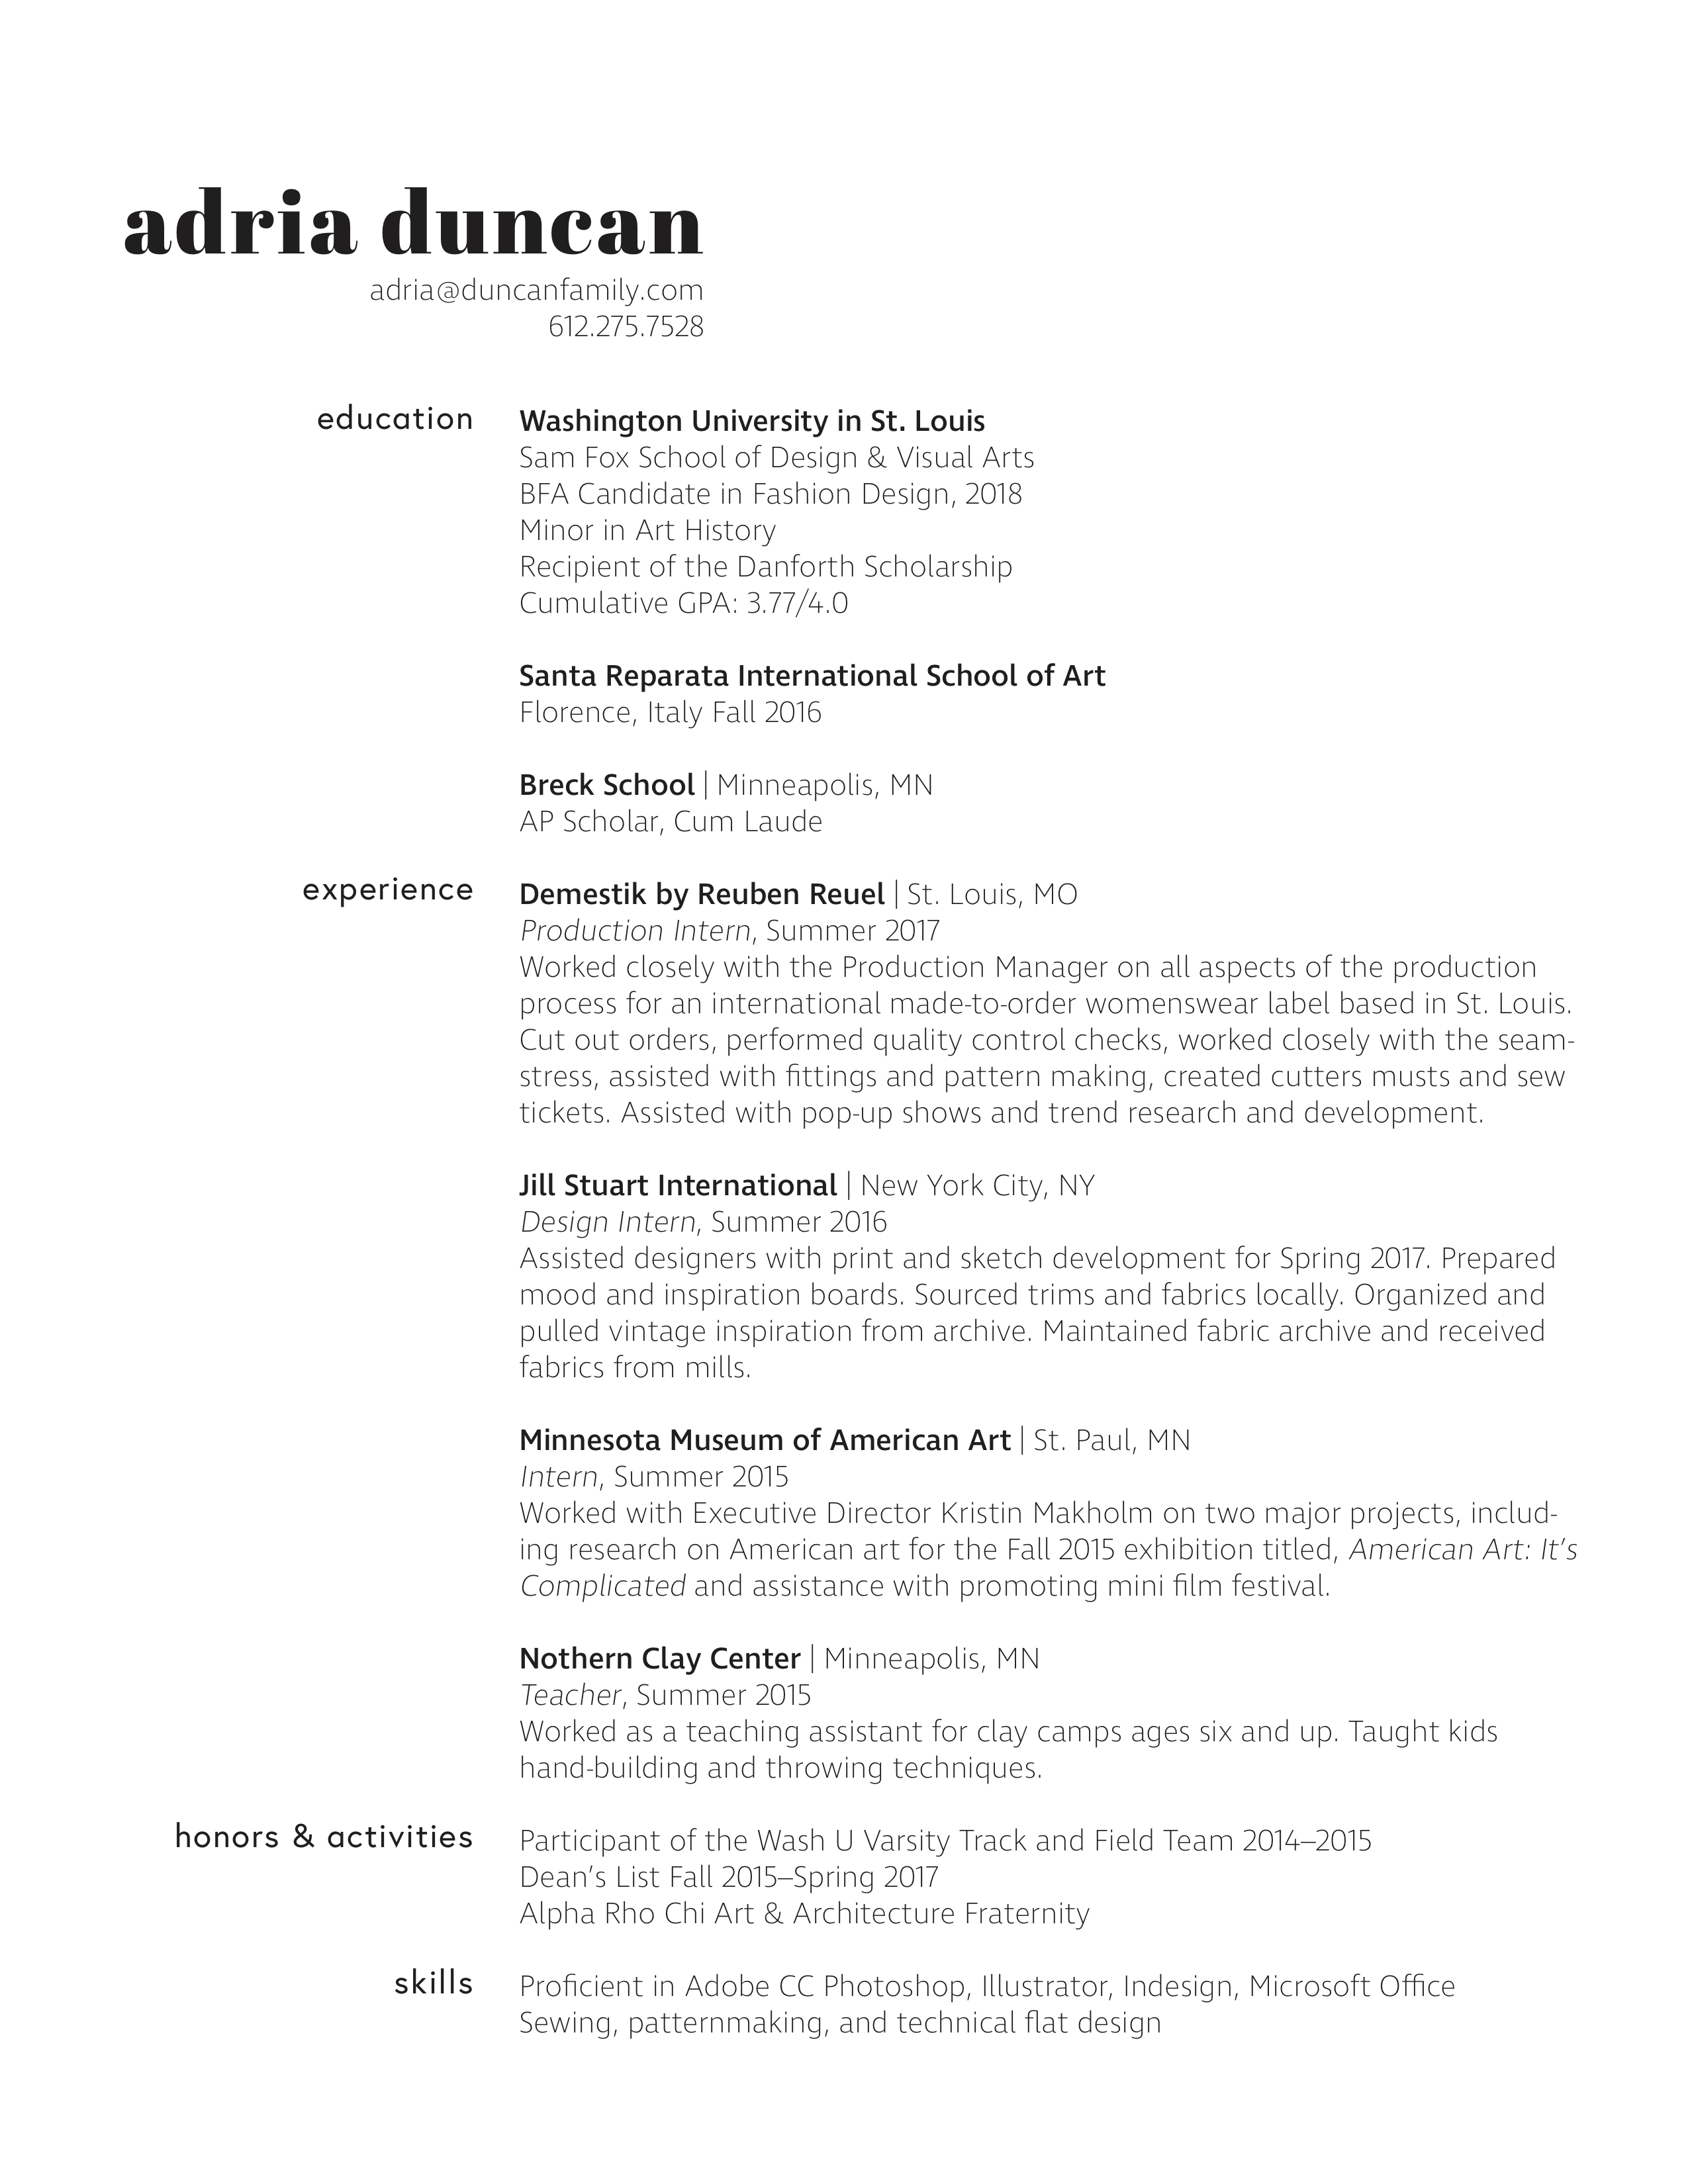 adria duncan
adria@duncanfamily.com
612.275.7528
education
Washington University in St. Louis
Sam Fox School of Design & Visual Arts
BFA Candidate in Fashion Design, 2018
Minor in Art History
Recipient of the Danforth Scholarship
Cumulative GPA: 3.77/4.0
Santa Reparata International School of Art
Florence, Italy Fall 2016
Breck School | Minneapolis, MN
AP Scholar, Cum Laude
experience
Demestik by Reuben Reuel | St. Louis, MO
Production Intern, Summer 2017
Worked closely with the Production Manager on all aspects of the production
process for an international made-to-order womenswear label based in St. Louis.
Cut out orders, performed quality control checks, worked closely with the seam-
stress, assisted with fittings and pattern making, created cutters musts and sew
tickets. Assisted with pop-up shows and trend research and development.
Jill Stuart International | New York City, NY
Design Intern, Summer 2016
Assisted designers with print and sketch development for Spring 2017. Prepared
mood and inspiration boards. Sourced trims and fabrics locally. Organized and
pulled vintage inspiration from archive. Maintained fabric archive and received
fabrics from mills.
Minnesota Museum of American Art | St. Paul, MN
Intern, Summer 2015
Worked with Executive Director Kristin Makholm on two major projects, includ-
ing research on American art for the Fall 2015 exhibition titled, American Art: It’s
Complicated and assistance with promoting mini film festival.
Nothern Clay Center | Minneapolis, MN
Teacher, Summer 2015
Worked as a teaching assistant for clay camps ages six and up. Taught kids
hand-building and throwing techniques.
honors & activities
Participant of the Wash U Varsity Track and Field Team 2014–2015
Dean’s List Fall 2015–Spring 2017
Alpha Rho Chi Art & Architecture Fraternity
skills
Proficient in Adobe CC Photoshop, Illustrator, Indesign, Microsoft Office
Sewing, patternmaking, and technical flat design